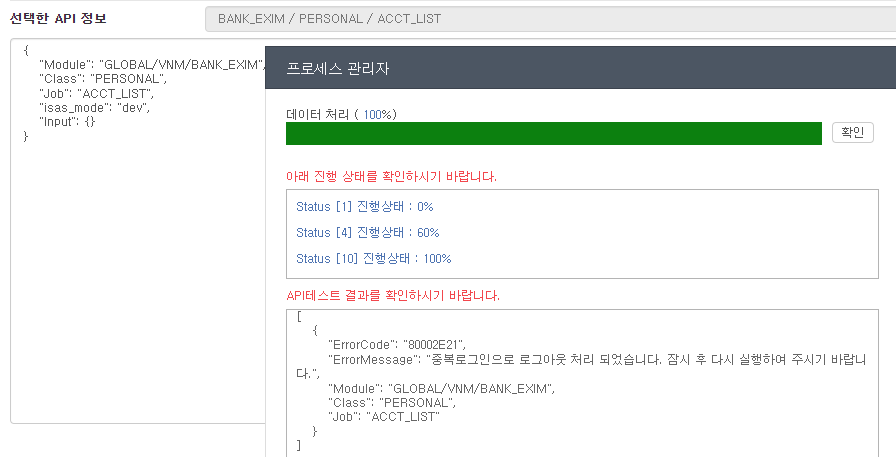 선택한 API 정보
BANK_EXIM / PERSONAL / ACCT_LIST
{
"Module": "GLOBAL/VNM/BANK_EXIM",
"Class": "PERSONAL",
"Job": "ACCT_LIST",
"isas_mode": "dev",
"Input": {}
}
프로세스 관리자
데이터 처리 ( 100%)
확인
아래 진행 상태를 확인하시기 바랍니다.
Status [1] 진행상태 : 0%
Status [4] 진행상태 : 60%
Status [10] 진행상태 : 100%
API테스트 결과를 확인하시기 바랍니다.
[
{
"ErrorCode": "80002E21",
"ErrorMessage": "중복로그인으로 로그아웃 처리 되었습니다. 잠시 후 다시 실행하여 주시기 바랍니
다.",
"Module": "GLOBAL/VNM/BANK_EXIM",
"Class": "PERSONAL",
"Job": "ACCT_LIST"
}
]